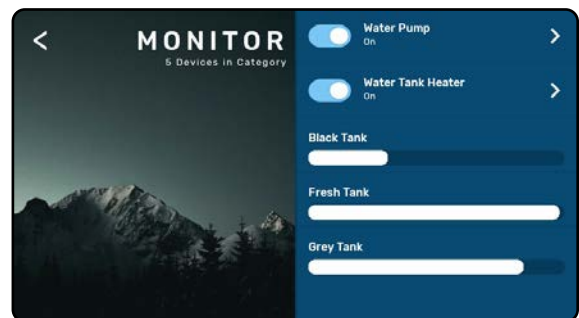 MONITOR
5 Devices in Category
Water Pump
On
Water Tank Heater
On
Black Tank
Fresh Tank
Grey Tank